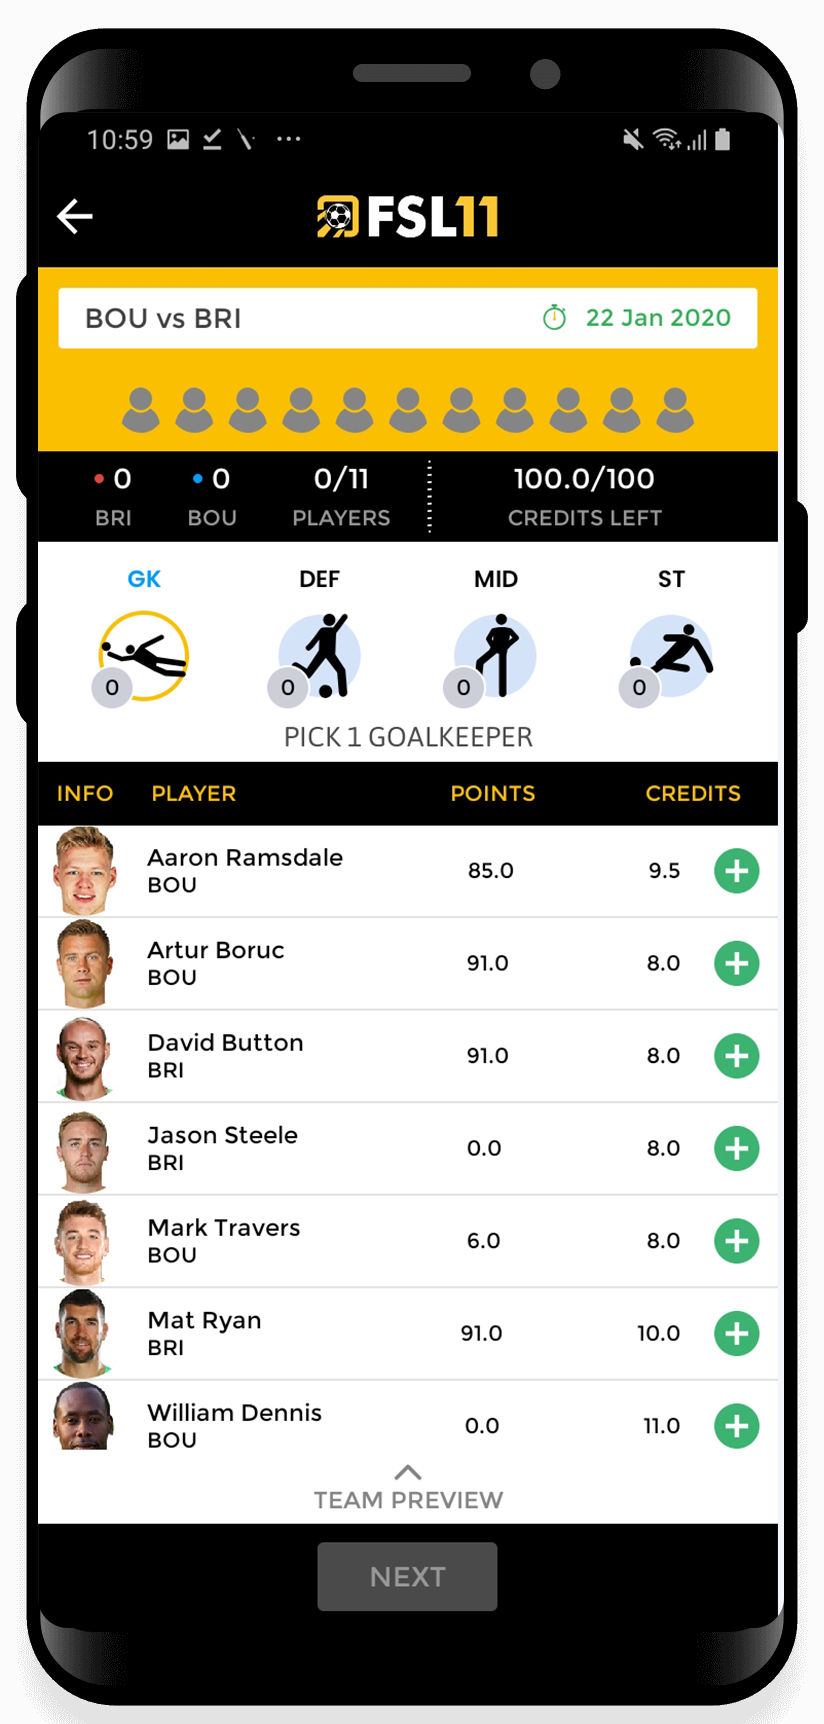 10:59
FSL11
BOU vs BRI 22 Jan 2020
0 0 0/11 100.0/100
BRI BOU PLAYERS CREDITS LEFT
GK DEF MID ST
0 0 0 0
PICK 1 GOALKEEPER
INFO PLAYER POINTS CREDITS
Aaron Ramsdale
BOU 85.0 9.5
Artur Boruc
BOU 91.0 8.0
David Button
BRI 91.0 8.0
Jason Steele
BRI 0.0 8.0
Mark Travers
BOU 6.0 8.0
Mat Ryan
BRI 91.0 10.0
William Dennis
BOU 0.0 11.0
TEAM PREVIEW
NEXT